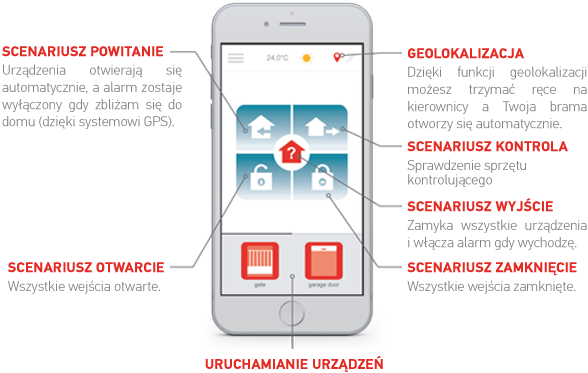 SCENARIUSZ POWITANIE
Urządzenia otwierają się
automatycznie, a alarm zostaje
wyłączony gdy zbliżam się do
domu (dzięki systemowi GPS).
24.0°C
GEOLOKALIZACJA
Dzięki funkcji geolokalizacji
możesz trzymać ręce na
kierownicy a Twoja brama
otworzy się automatycznie.
SCENARIUSZ KONTROLA
Sprawdzenie sprzętu
kontrolującego
?
SCENARIUSZ WYJŚCIE
Zamyka wszystkie urządzenia
i włącza alarm gdy wychodzę.
SCENARIUSZ OTWARCIE
Wszystkie wejścia otwarte.
SCENARIUSZ ZAMKNIĘCIE
Wszystkie wejścia zamknięte.
gate
garage door
URUCHAMIANIE URZĄDZEŃ